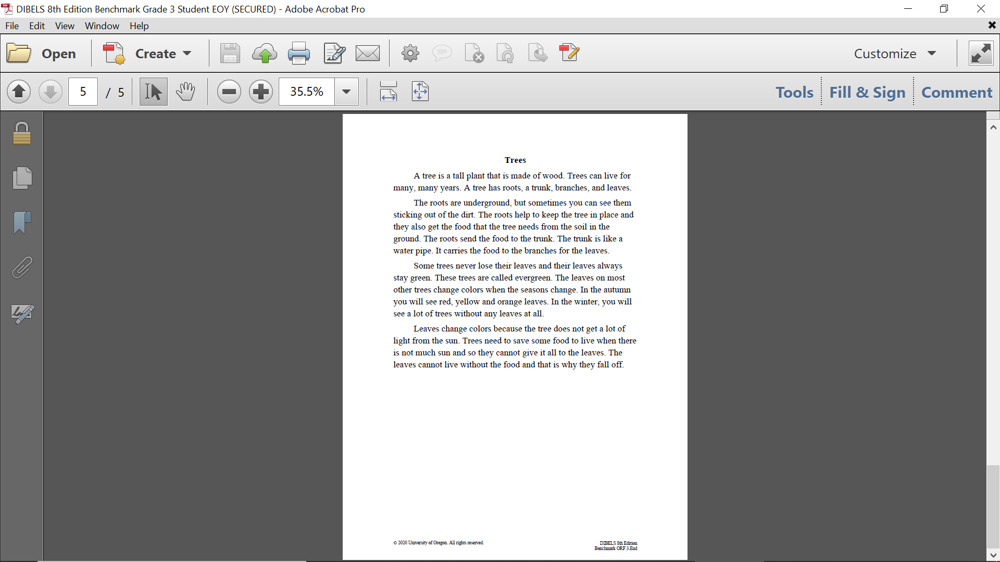 DIBELS 8th Edition Benchmark Grade 3 Student EOY (SECURED) - Adobe Acrobat Pro
File Edit View Window Help
Open Create Customize
5 / 5 35.5% Tools Fill & Sign Comment
Trees
A tree is a tall plant that is made of wood. Trees can live for
many, many years. A tree has roots, a trunk, branches, and leaves.
The roots are underground, but sometimes you can see them
sticking out of the dirt. The roots help to keep the tree in place and
they also get the food that the tree needs from the soil in the
ground. The roots send the food to the trunk. The trunk is like a
water pipe. It carries the food to the branches for the leaves.
Some trees never lose their leaves and their leaves always
stay green. These trees are called evergreen. The leaves on most
other trees change colors when the seasons change. In the autumn
you will see red, yellow and orange leaves. In the winter, you will
see a lot of trees without any leaves at all.
Leaves change colors because the tree does not get a lot of
light from the sun. Trees need to save some food to live when there
is not much sun and so they cannot give it all to the leaves. The
leaves cannot live without the food and that is why they fall off.
© 2020 University of Oregon. All rights reserved.
DIBELS 8th Edition
Benchmark ORF.3.End